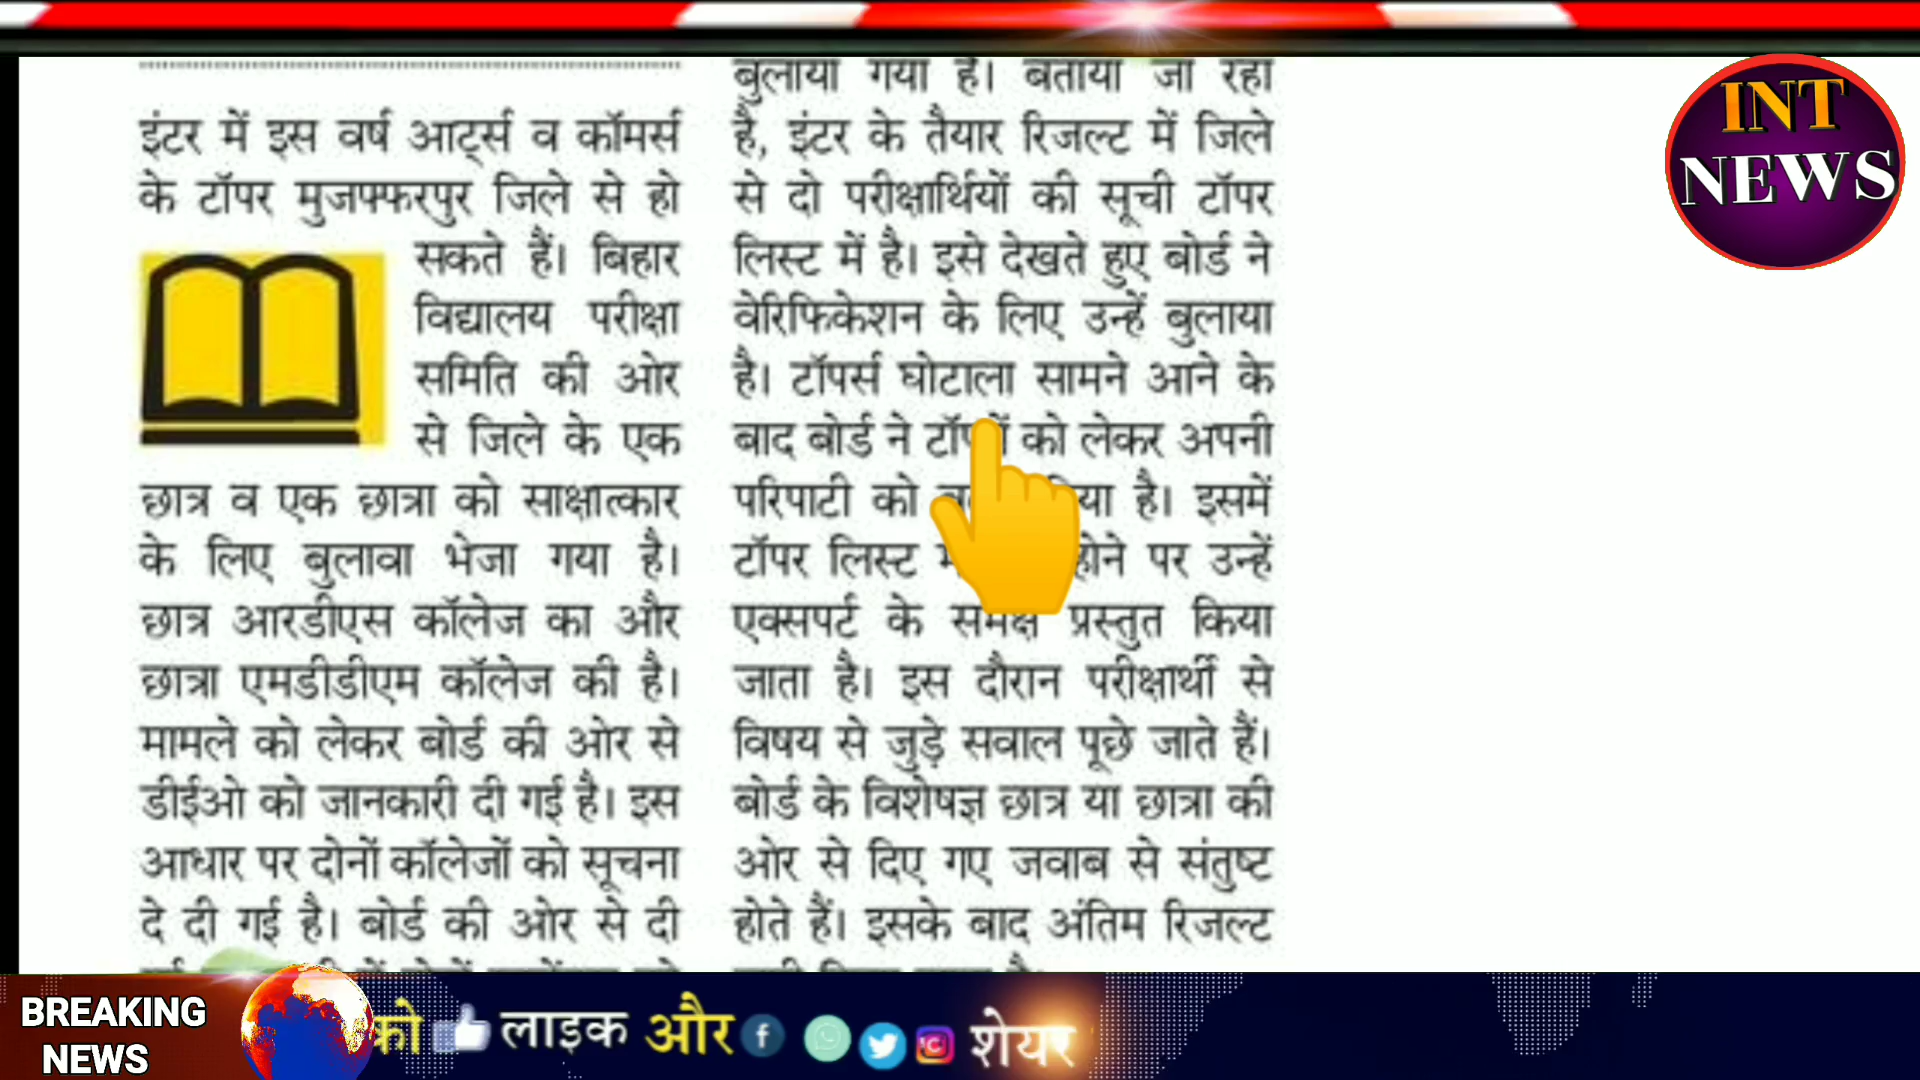 इंटर में इस वर्ष आर्ट्स व कॉमर्स
के टॉपर मुजफ्फरपुर जिले से हो
सकते हैं। बिहार
विद्यालय परीक्षा
समिति की ओर
से जिले के एक
छात्र व एक छात्रा को साक्षात्कार
के लिए बुलावा भेजा गया है।
छात्र आरडीएस कॉलेज का और
छात्रा एमडीडीएम कॉलेज की है।
मामले को लेकर बोर्ड की ओर से
डीईओ को जानकारी दी गई है। इस
आधार पर दोनों कॉलेजों को सूचना
दे दी गई है। बोर्ड की ओर से दी
बुलाया गया है। बताया जा रहा
है, इंटर के तैयार रिजल्ट में जिले
से दो परीक्षार्थियों की सूची टॉपर
लिस्ट में है। इसे देखते हुए बोर्ड ने
वेरिफिकेशन के लिए उन्हें बुलाया
है। टॉपर्स घोटाला सामने आने के
बाद बोर्ड ने को लेकर अपनी
परिपाटी को है। इसमें
टॉपर लिस्ट होने पर उन्हें
एक्सपर्ट के समक्ष प्रस्तुत किया
जाता है। इस दौरान परीक्षार्थी से
विषय से जुड़े सवाल पूछे जाते हैं।
बोर्ड के विशेषज्ञ छात्र या छात्रा की
ओर से दिए गए जवाब से संतुष्ट
होते हैं। इसके बाद अंतिम रिजल्ट
INT
NEWS
BREAKING
NEWS
को लाइक और शेयर